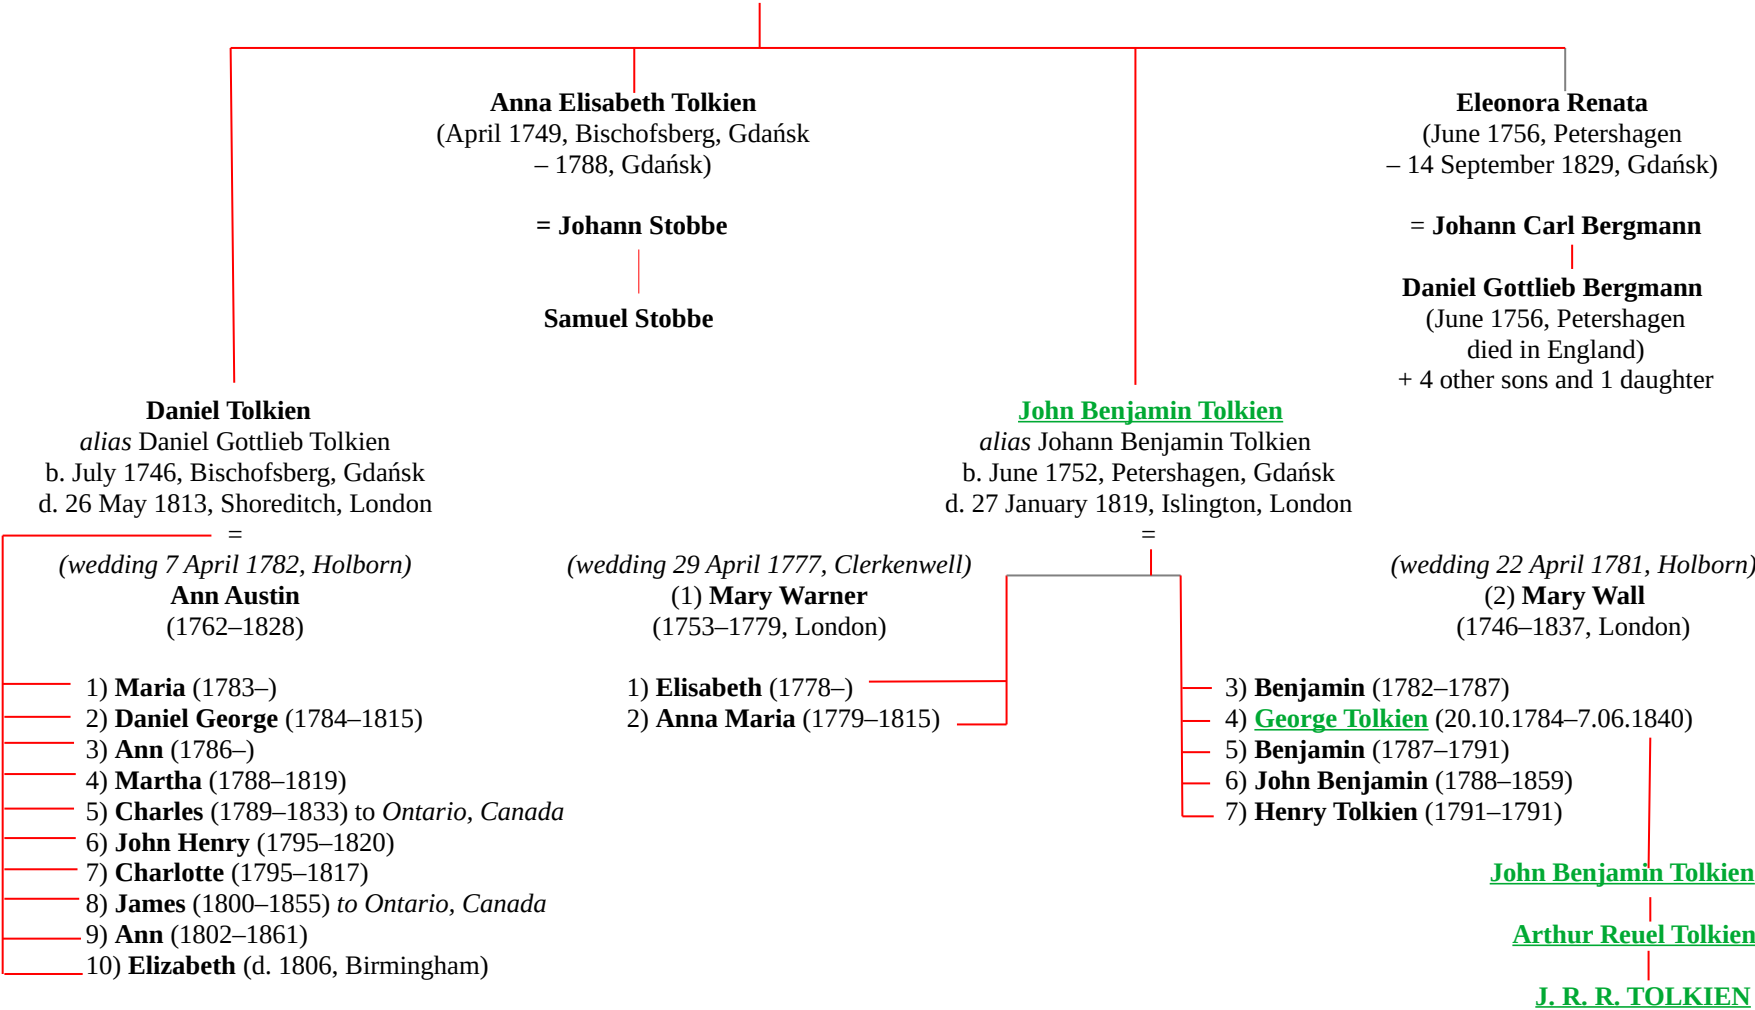 Anna Elisabeth Tolkien
(April 1749, Bischofsberg, Gdańsk
– 1788, Gdańsk)
= Johann Stobbe
Samuel Stobbe
Eleonora Renata
(June 1756, Petershagen
– 14 September 1829, Gdańsk)
= Johann Carl Bergmann
Daniel Gottlieb Bergmann
(June 1756, Petershagen
died in England)
+ 4 other sons and 1 daughter
Daniel Tolkien
alias Daniel Gottlieb Tolkien
b. July 1746, Bischofsberg, Gdańsk
d. 26 May 1813, Shoreditch, London
=
(wedding 7 April 1782, Holborn)
Ann Austin
(1762–1828)
1) Maria (1783–)
2) Daniel George (1784–1815)
3) Ann (1786–)
4) Martha (1788–1819)
5) Charles (1789–1833) to Ontario, Canada
6) John Henry (1795–1820)
7) Charlotte (1795–1817)
8) James (1800–1855) to Ontario, Canada
9) Ann (1802–1861)
10) Elizabeth (d. 1806, Birmingham)
John Benjamin Tolkien
alias Johann Benjamin Tolkien
b. June 1752, Petershagen, Gdańsk
d. 27 January 1819, Islington, London
=
(wedding 29 April 1777, Clerkenwell)
(1) Mary Warner
(1753–1779, London)
1) Elisabeth (1778–)
2) Anna Maria (1779–1815)
(wedding 22 April 1781, Holborn)
(2) Mary Wall
(1746–1837, London)
3) Benjamin (1782–1787)
4) George Tolkien (20.10.1784–7.06.1840)
5) Benjamin (1787–1791)
6) John Benjamin (1788–1859)
7) Henry Tolkien (1791–1791)
John Benjamin Tolkien
Arthur Reuel Tolkien
J. R. R. TOLKIEN